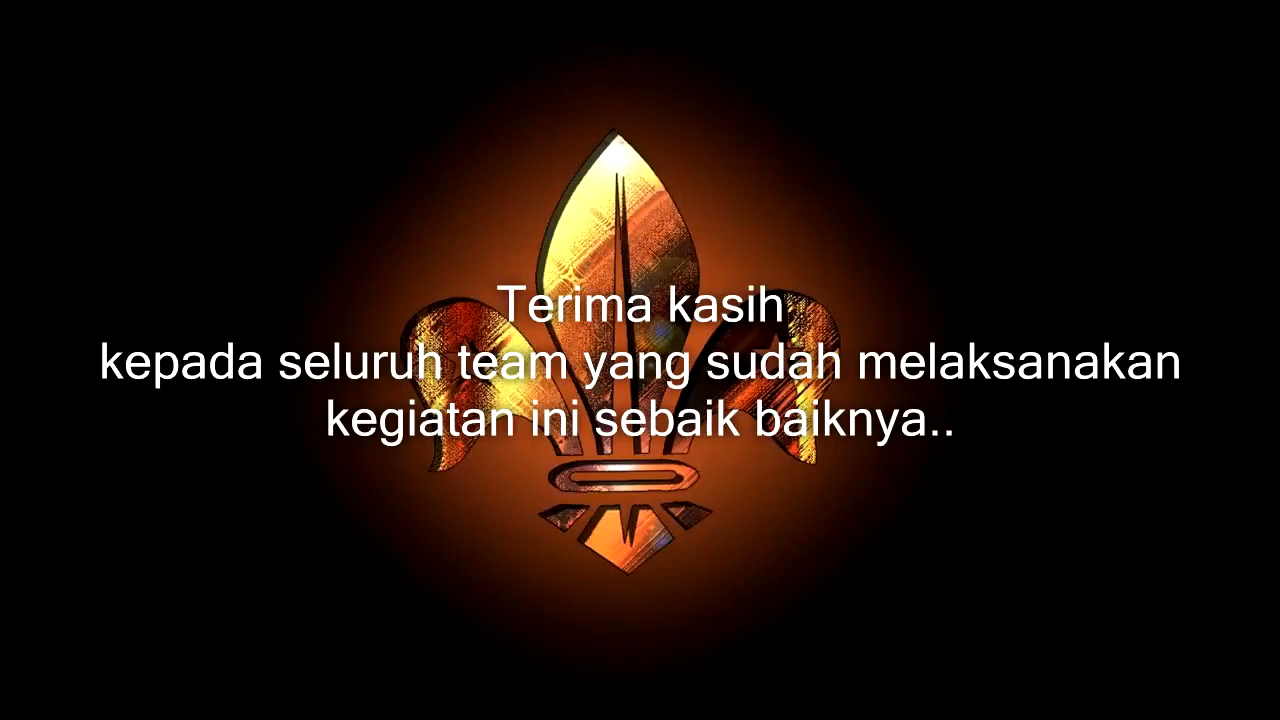 Terima kasih
kepada seluruh team yang sudah melaksanakan
kegiatan ini sebaik baiknya..